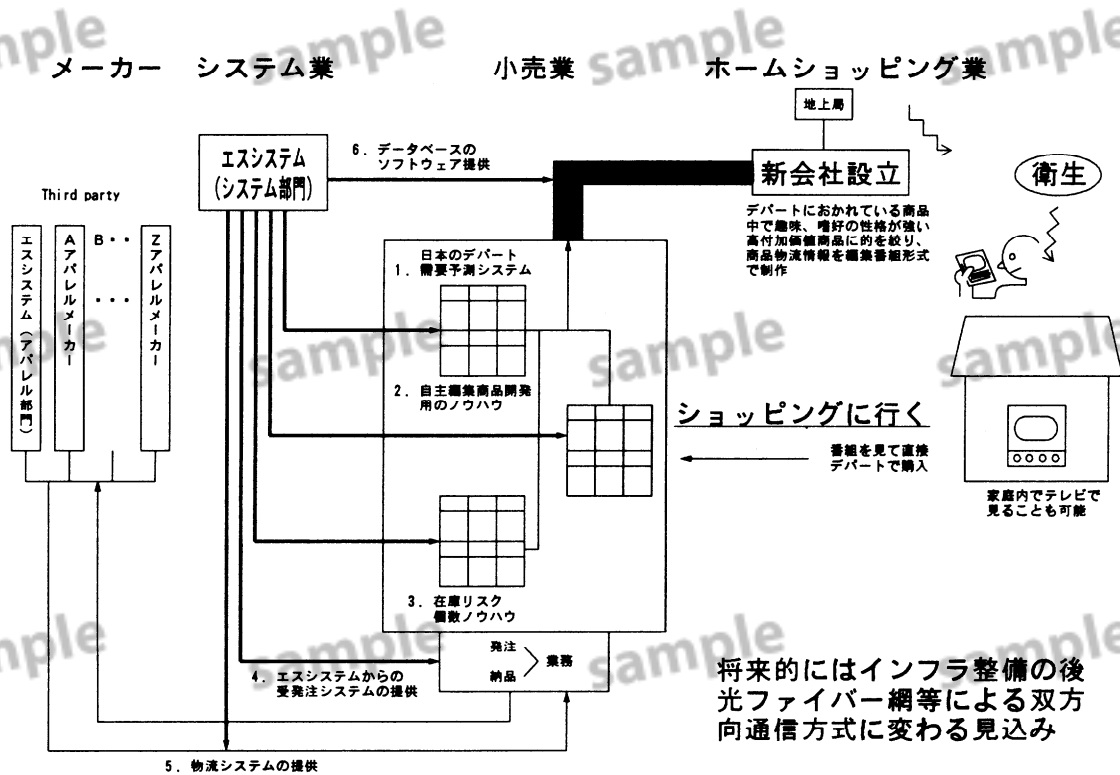 メーカー システム業 小売業 ホームショッピング業
地上局
エスシステム
(システム部門)
6. データベースの
ソフトウェア提供
新会社設立
衛生
デパートにおかれている商品
中で趣味、嗜好の性格が強い
高付加価値商品に的を絞り、
商品物流情報を編集番組形式
で制作
Third party
エスシステム(アパレル部門)
Aアパレルメーカー
B・・
・・・
Zアパレルメーカー
日本のデパート
1. 需要予測システム
2. 自主編集商品開発
用のノウハウ
3. 在庫リスク
個数ノウハウ
ショッピングに行く
番組を見て直接
デパートで購入
家庭内でテレビで
見ることも可能
発注
納品
業務
4. エスシステムからの
受発注システムの提供
5. 物流システムの提供
将来的にはインフラ整備の後
光ファイバー網等による双方
向通信方式に変わる見込み
sample
sample
sample
sample
sample
sample
sample
sample
sample
sample
sample
sample